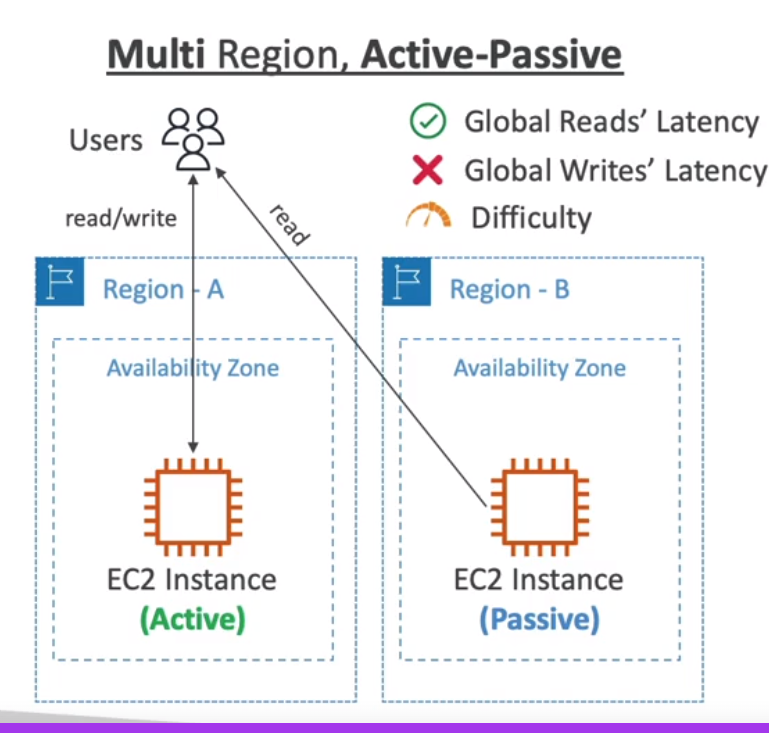 Multi Region, Active-Passive
Users
Global Reads’ Latency
Global Writes’ Latency
Difficulty
read/write
read
Region - A
Region - B
Availability Zone
Availability Zone
EC2 Instance
(Active)
EC2 Instance
(Passive)